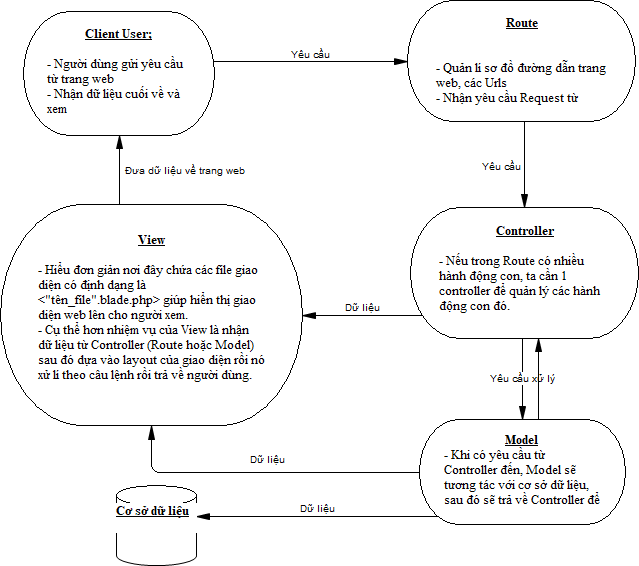 Client User;
- Người dùng gửi yêu cầu
từ trang web
- Nhận dữ liệu cuối về và
xem
Yêu cầu
Route
- Quản lí sơ đồ đường dẫn trang
web, các Urls
- Nhận yêu cầu Request từ
Đưa dữ liệu về trang web
Yêu cầu
View
- Hiểu đơn giản nơi đây chứa các file giao
diện có định dạng là
<"tên_file".blade.php> giúp hiển thị giao
diện web lên cho người xem.
- Cụ thể hơn nhiệm vụ của View là nhận
dữ liệu từ Controller (Route hoặc Model)
sau đó dựa vào layout của giao diện rồi nó
xử lí theo câu lệnh rồi trả về người dùng.
Dữ liệu
Controller
- Nếu trong Route có nhiều
hành động con, ta cần 1
controller để quản lý các hành
động con đó.
Yêu cầu xử lý
Model
- Khi có yêu cầu từ
Controller đến, Model sẽ
tương tác với cơ sở dữ liệu,
sau đó sẽ trả về Controller để
Dữ liệu
Dữ liệu
Cơ sở dữ liệu